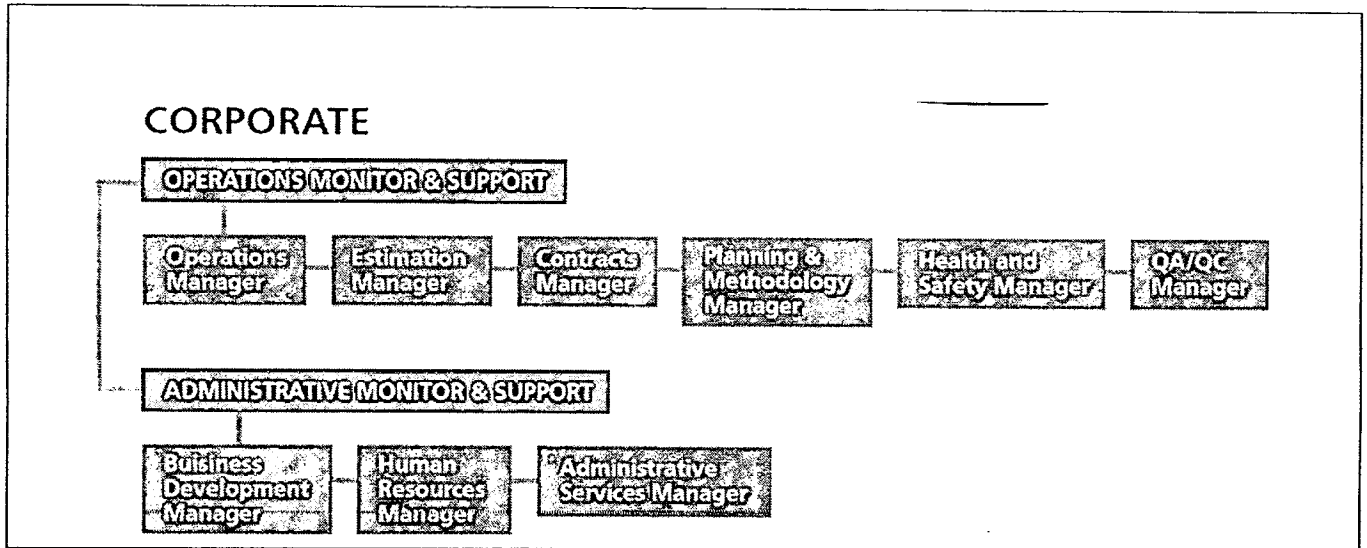 CORPORATE
OPERATIONS MONITOR & SUPPORT
Operations
Manager
Estimation
Manager
Contracts
Manager
Planning &
Methodology
Manager
Health and
Safety Manager
QA/QC
Manager
ADMINISTRATIVE MONITOR & SUPPORT
Buisiness
Development
Manager
Human
Resources
Manager
Administrative
Services Manager